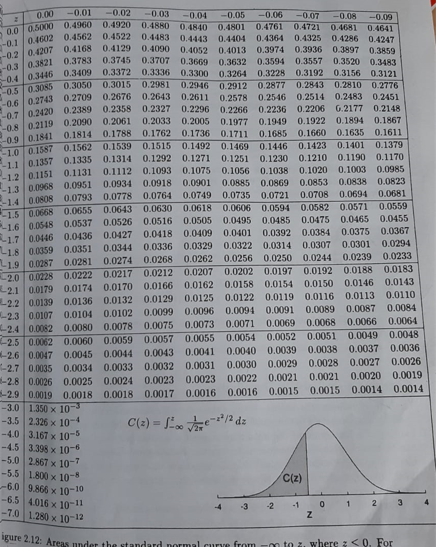 z 0.00 −0.01 −0.02 −0.03 −0.04 −0.05 −0.06 −0.07 −0.08 −0.09
0.0 0.5000 0.4960 0.4920 0.4880 0.4840 0.4801 0.4761 0.4721 0.4681 0.4641
−0.1 0.4602 0.4562 0.4522 0.4483 0.4443 0.4404 0.4364 0.4325 0.4286 0.4247
−0.2 0.4207 0.4168 0.4129 0.4090 0.4052 0.4013 0.3974 0.3936 0.3897 0.3859
−0.3 0.3821 0.3783 0.3745 0.3707 0.3669 0.3632 0.3594 0.3557 0.3520 0.3483
−0.4 0.3446 0.3409 0.3372 0.3336 0.3300 0.3264 0.3228 0.3192 0.3156 0.3121
−0.5 0.3085 0.3050 0.3015 0.2981 0.2946 0.2912 0.2877 0.2843 0.2810 0.2776
−0.6 0.2743 0.2709 0.2676 0.2643 0.2611 0.2578 0.2546 0.2514 0.2483 0.2451
−0.7 0.2420 0.2389 0.2358 0.2327 0.2296 0.2266 0.2236 0.2206 0.2177 0.2148
−0.8 0.2119 0.2090 0.2061 0.2033 0.2005 0.1977 0.1949 0.1922 0.1894 0.1867
−0.9 0.1841 0.1814 0.1788 0.1762 0.1736 0.1711 0.1685 0.1660 0.1635 0.1611
−1.0 0.1587 0.1562 0.1539 0.1515 0.1492 0.1469 0.1446 0.1423 0.1401 0.1379
−1.1 0.1357 0.1335 0.1314 0.1292 0.1271 0.1251 0.1230 0.1210 0.1190 0.1170
−1.2 0.1151 0.1131 0.1112 0.1093 0.1075 0.1056 0.1038 0.1020 0.1003 0.0985
−1.3 0.0968 0.0951 0.0934 0.0918 0.0901 0.0885 0.0869 0.0853 0.0838 0.0823
−1.4 0.0808 0.0793 0.0778 0.0764 0.0749 0.0735 0.0721 0.0708 0.0694 0.0681
−1.5 0.0668 0.0655 0.0643 0.0630 0.0618 0.0606 0.0594 0.0582 0.0571 0.0559
−1.6 0.0548 0.0537 0.0526 0.0516 0.0505 0.0495 0.0485 0.0475 0.0465 0.0455
−1.7 0.0446 0.0436 0.0427 0.0418 0.0409 0.0401 0.0392 0.0384 0.0375 0.0367
−1.8 0.0359 0.0351 0.0344 0.0336 0.0329 0.0322 0.0314 0.0307 0.0301 0.0294
−1.9 0.0287 0.0281 0.0274 0.0268 0.0262 0.0256 0.0250 0.0244 0.0239 0.0233
−2.0 0.0228 0.0222 0.0217 0.0212 0.0207 0.0202 0.0197 0.0192 0.0188 0.0183
−2.1 0.0179 0.0174 0.0170 0.0166 0.0162 0.0158 0.0154 0.0150 0.0146 0.0143
−2.2 0.0139 0.0136 0.0132 0.0129 0.0125 0.0122 0.0119 0.0116 0.0113 0.0110
−2.3 0.0107 0.0104 0.0102 0.0099 0.0096 0.0094 0.0091 0.0089 0.0087 0.0084
−2.4 0.0082 0.0080 0.0078 0.0075 0.0073 0.0071 0.0069 0.0068 0.0066 0.0064
−2.5 0.0062 0.0060 0.0059 0.0057 0.0055 0.0054 0.0052 0.0051 0.0049 0.0048
−2.6 0.0047 0.0045 0.0044 0.0043 0.0041 0.0040 0.0039 0.0038 0.0037 0.0036
−2.7 0.0035 0.0034 0.0033 0.0032 0.0031 0.0030 0.0029 0.0028 0.0027 0.0026
−2.8 0.0026 0.0025 0.0024 0.0023 0.0023 0.0022 0.0021 0.0021 0.0020 0.0019
−2.9 0.0019 0.0018 0.0018 0.0017 0.0016 0.0016 0.0015 0.0015 0.0014 0.0014
−3.0 1.350 × 10⁻³
−3.5 2.326 × 10⁻⁴
−4.0 3.167 × 10⁻⁵
−4.5 3.398 × 10⁻⁶
−5.0 2.867 × 10⁻⁷
−5.5 1.800 × 10⁻⁸
−6.0 9.866 × 10⁻¹⁰
−6.5 4.016 × 10⁻¹¹
−7.0 1.280 × 10⁻¹²
C(z) = ∫₋∞ᶻ 1/√2π e^(−z²/2) dz
C(z)
-4 -3 -2 -1 0 1 2 3 4
z
igure 2.12: Areas under the standard normal curve from −∞ to z, where z < 0. For